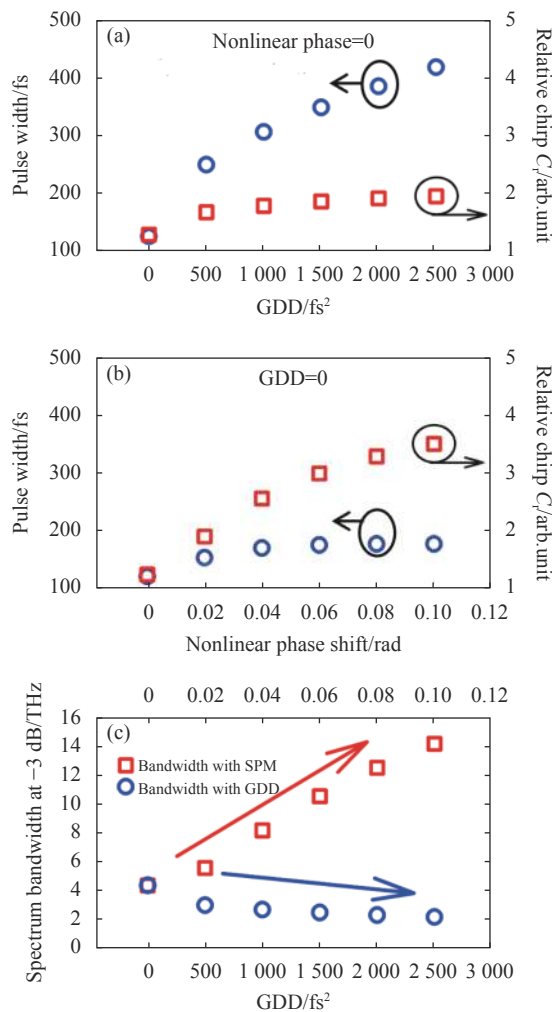 (a)
Nonlinear phase=0
500
400
300
200
100
Pulse width/fs
5
4
3
2
1
Relative chirp Cr/arb.unit
0 500 1 000 1 500 2 000 2 500 3 000
GDD/fs²
(b)
GDD=0
500
400
300
200
100
Pulse width/fs
5
4
3
2
1
Relative chirp Cr/arb.unit
0 0.02 0.04 0.06 0.08 0.10 0.12
Nonlinear phase shift/rad
0 0.02 0.04 0.06 0.08 0.10 0.12
(c)
Bandwidth with SPM
Bandwidth with GDD
16
14
12
10
8
6
4
2
0
Spectrum bandwidth at −3 dB/THz
0 500 1 000 1 500 2 000 2 500 3 000
GDD/fs²